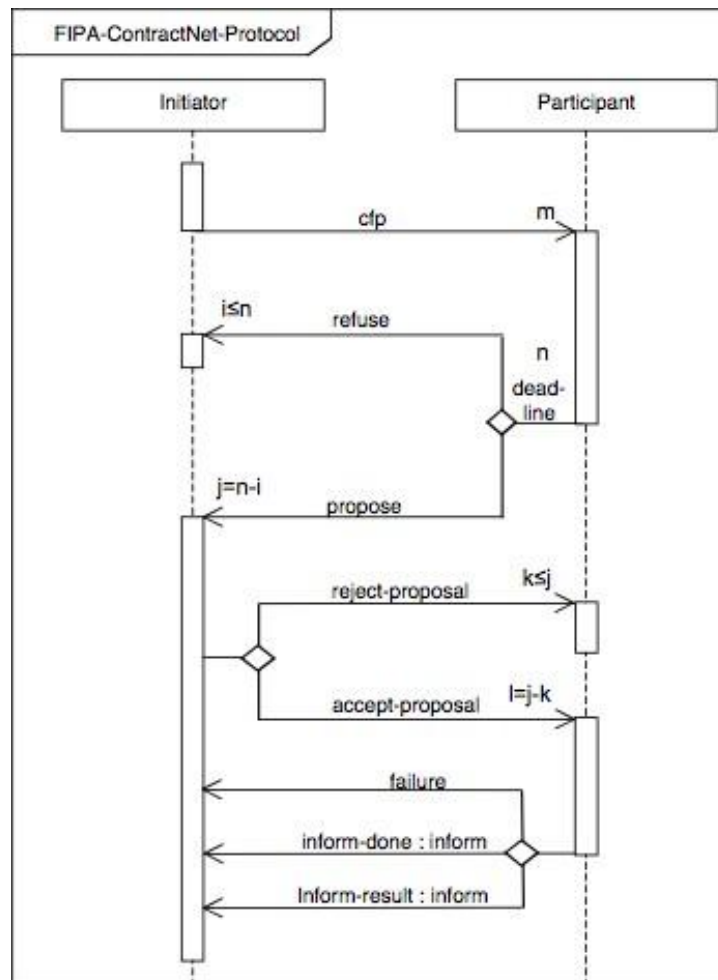 FIPA-ContractNet-Protocol
Initiator
Participant
cfp
m
i≤n
refuse
n
dead-
line
j=n-i
propose
reject-proposal
k≤j
accept-proposal
l=j-k
failure
inform-done : inform
Inform-result : inform